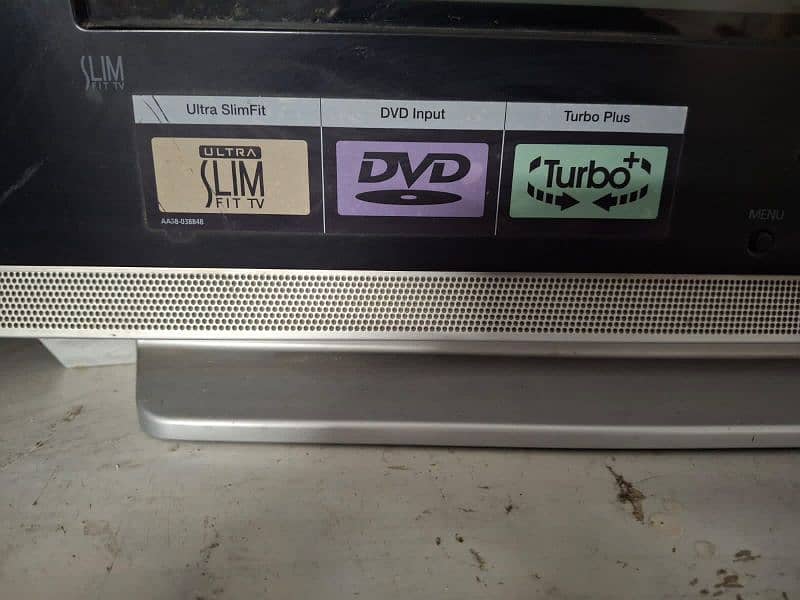 SLIM
FIT TV
Ultra SlimFit
DVD Input
Turbo Plus
ULTRA
SLIM
FIT TV
DVD
Turbo+
MENU